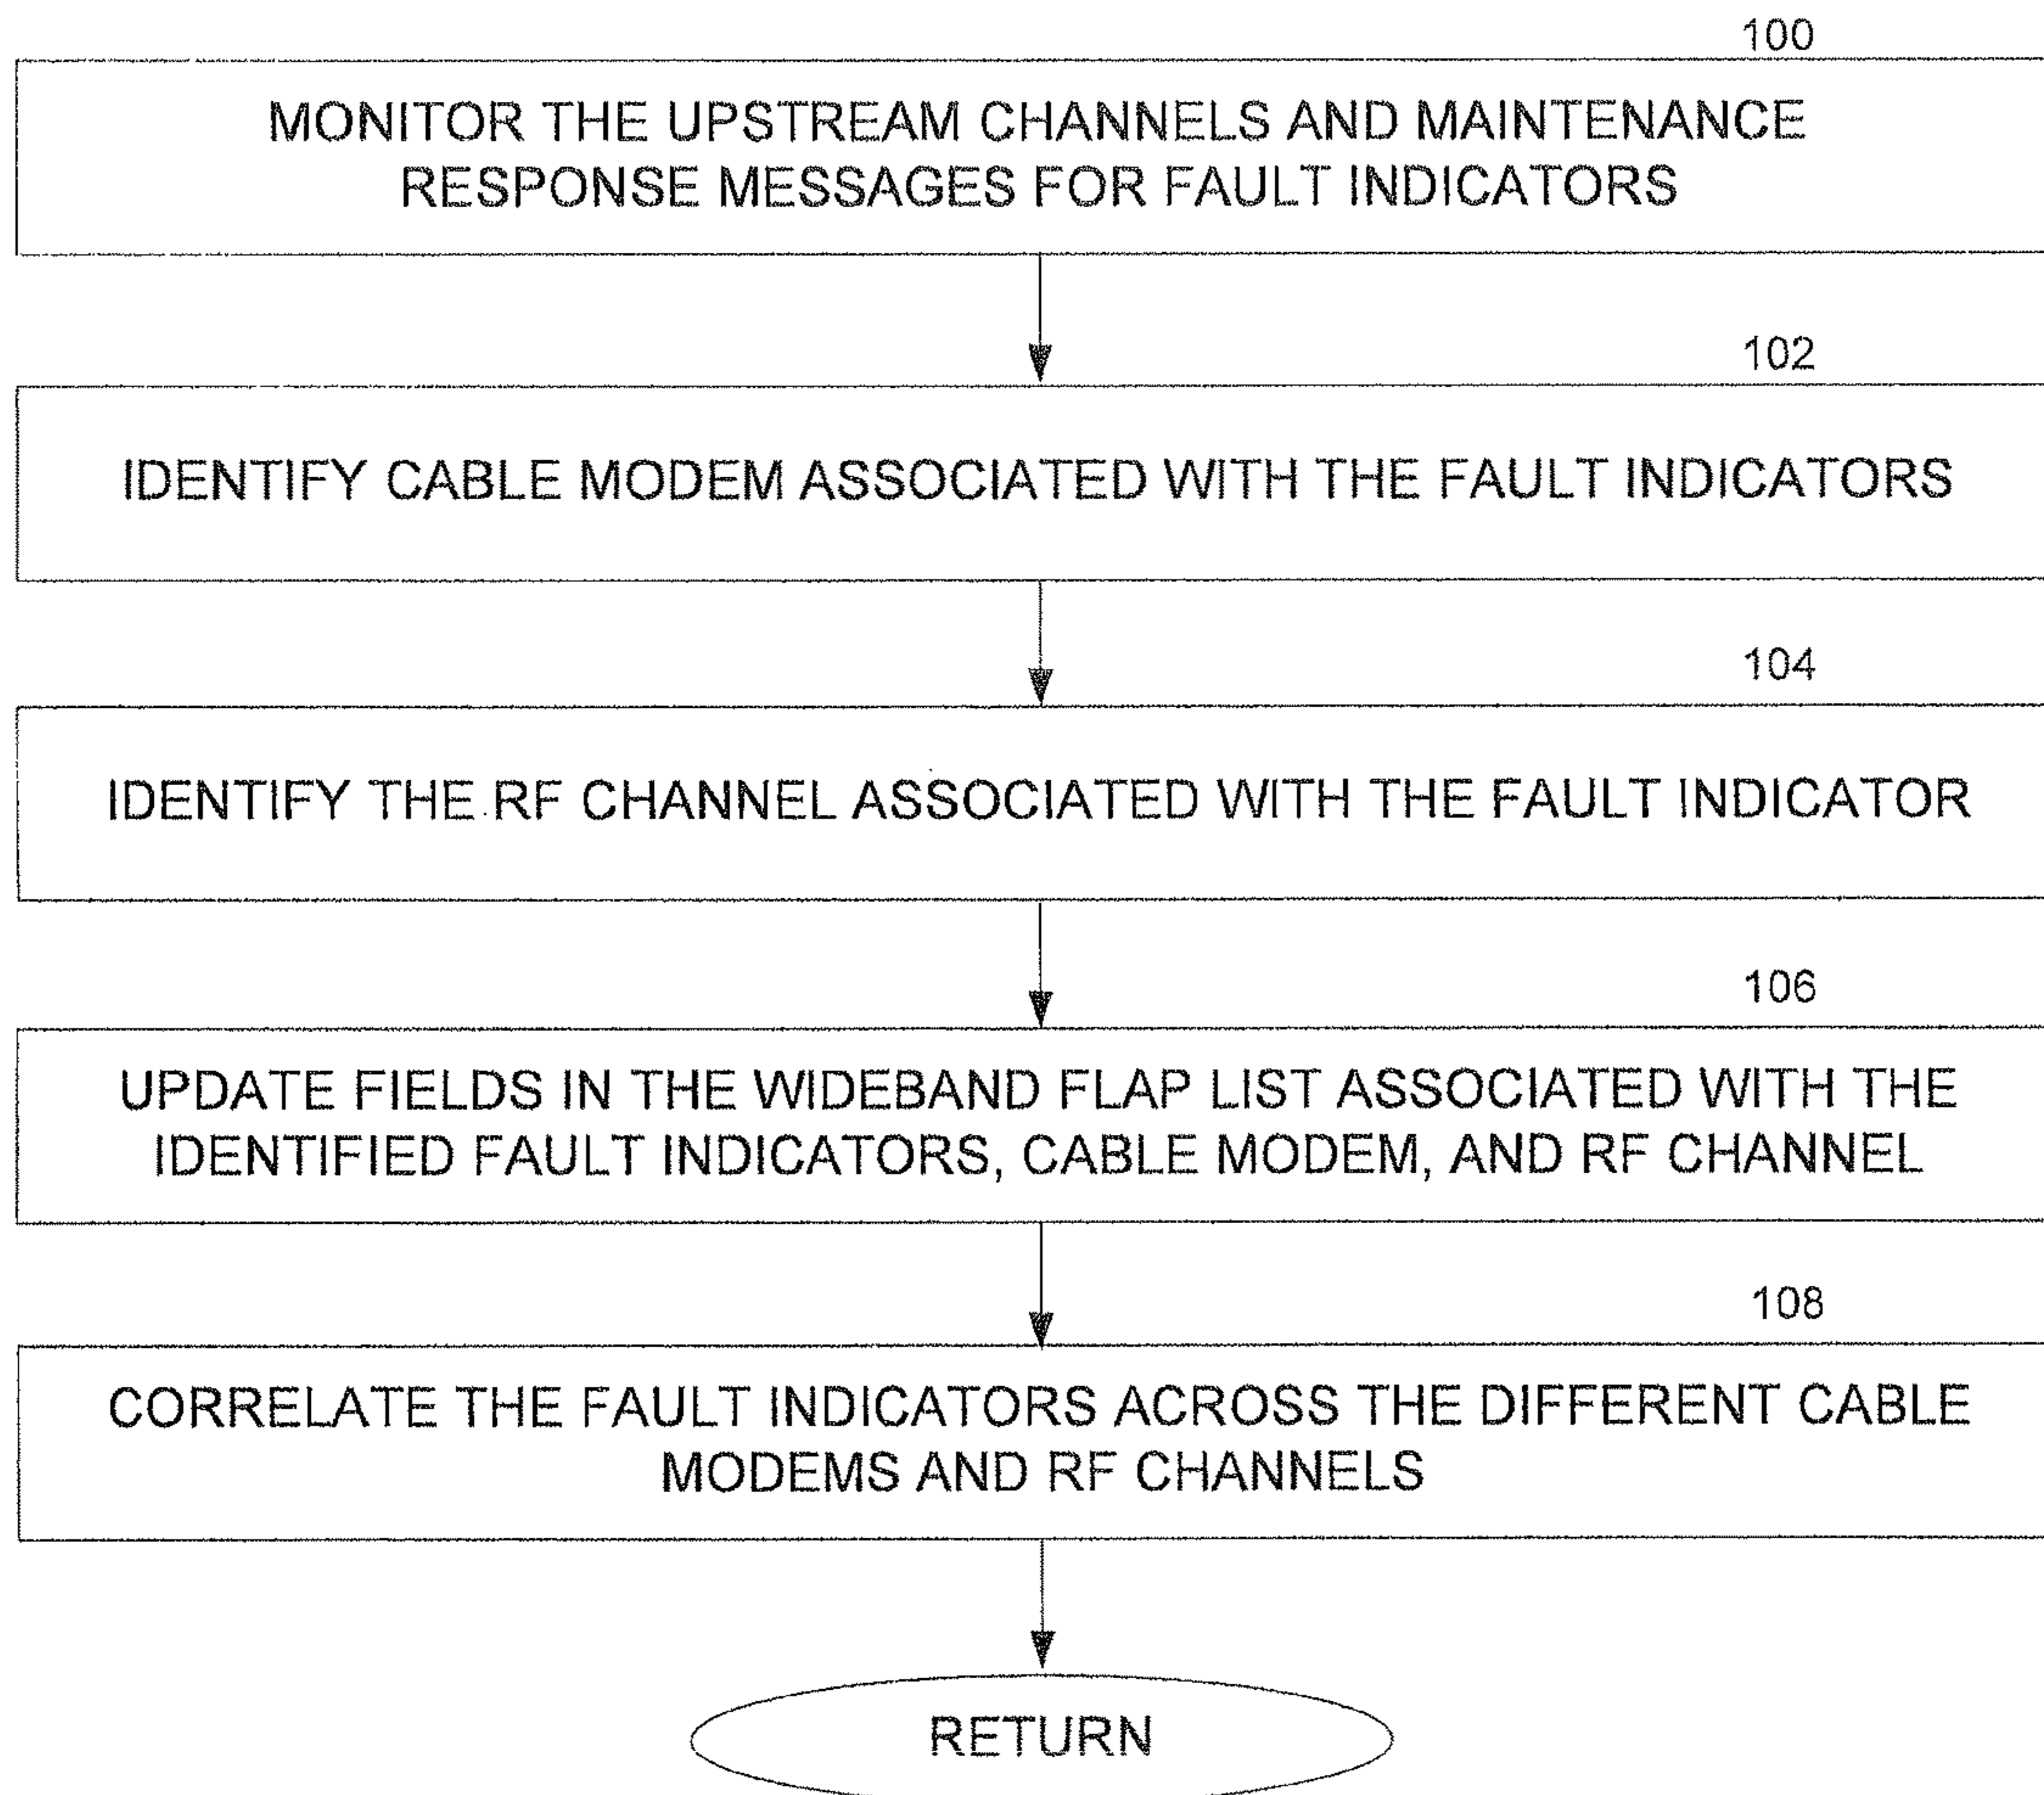 100
MONITOR THE UPSTREAM CHANNELS AND MAINTENANCE
RESPONSE MESSAGES FOR FAULT INDICATORS
102
IDENTIFY CABLE MODEM ASSOCIATED WITH THE FAULT INDICATORS
104
IDENTIFY THE RF CHANNEL ASSOCIATED WITH THE FAULT INDICATOR
106
UPDATE FIELDS IN THE WIDEBAND FLAP LIST ASSOCIATED WITH THE
IDENTIFIED FAULT INDICATORS, CABLE MODEM, AND RF CHANNEL
108
CORRELATE THE FAULT INDICATORS ACROSS THE DIFFERENT CABLE
MODEMS AND RF CHANNELS
RETURN